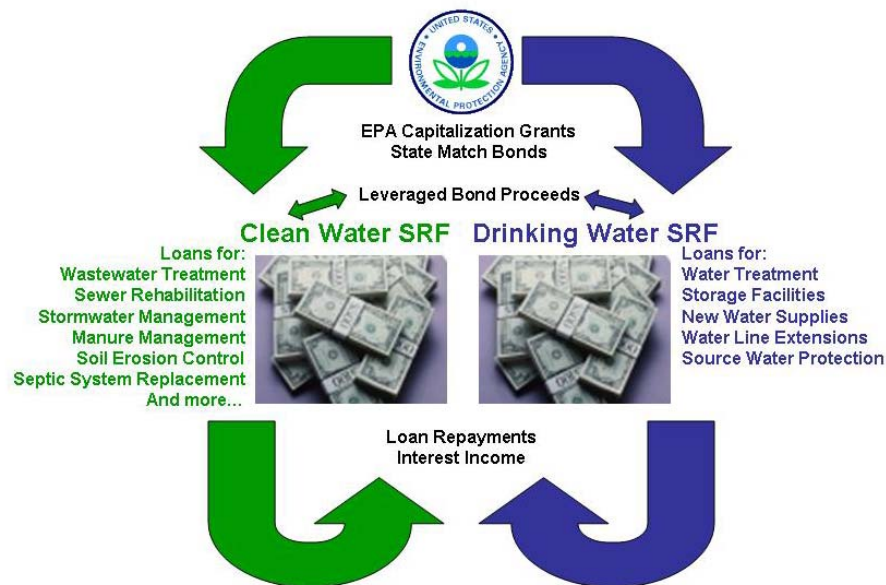 UNITED STATES
ENVIRONMENTAL PROTECTION AGENCY
EPA Capitalization Grants
State Match Bonds
Leveraged Bond Proceeds
Clean Water SRF
Loans for:
Wastewater Treatment
Sewer Rehabilitation
Stormwater Management
Manure Management
Soil Erosion Control
Septic System Replacement
And more...
Drinking Water SRF
Loans for:
Water Treatment
Storage Facilities
New Water Supplies
Water Line Extensions
Source Water Protection
Loan Repayments
Interest Income